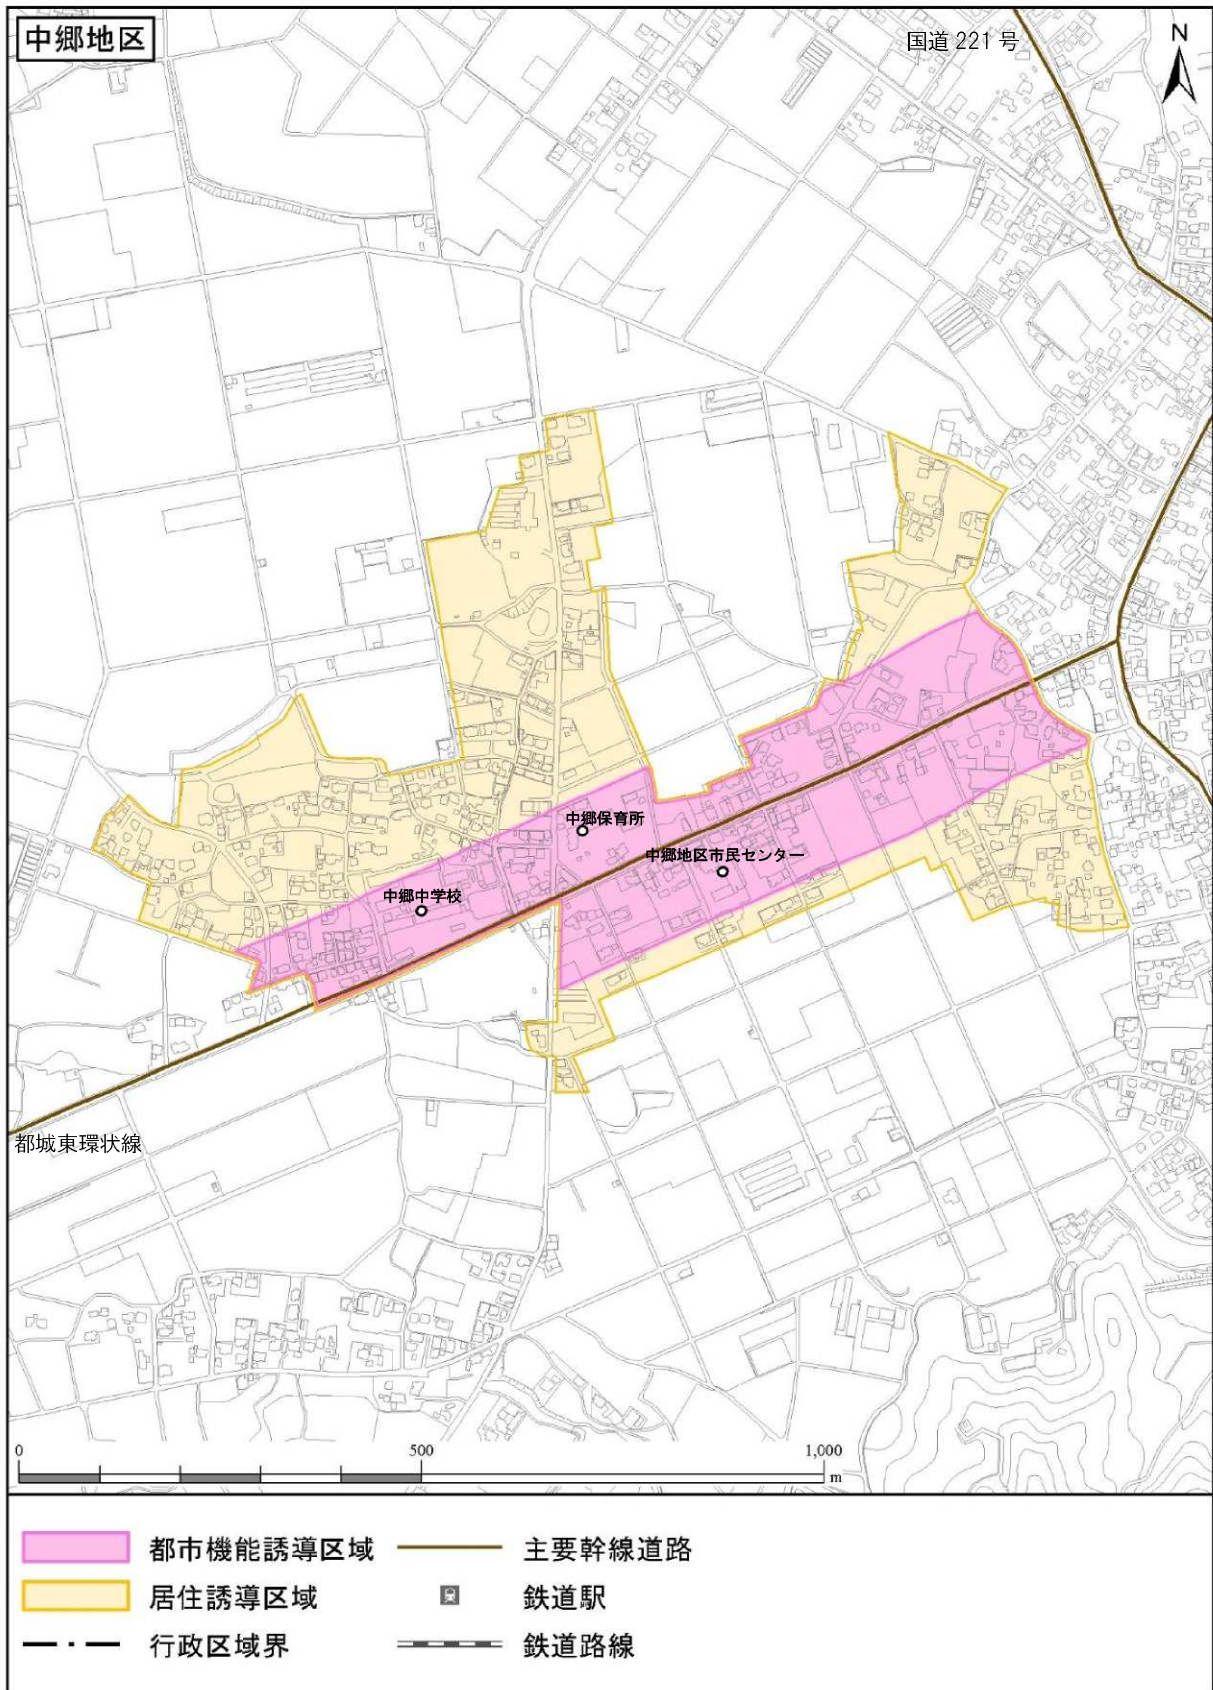 中郷地区
国道221号
N
中郷保育所
中郷地区市民センター
中郷中学校
都城東環状線
0 500 1,000
m
都市機能誘導区域
主要幹線道路
居住誘導区域
鉄道駅
行政区域界
鉄道路線